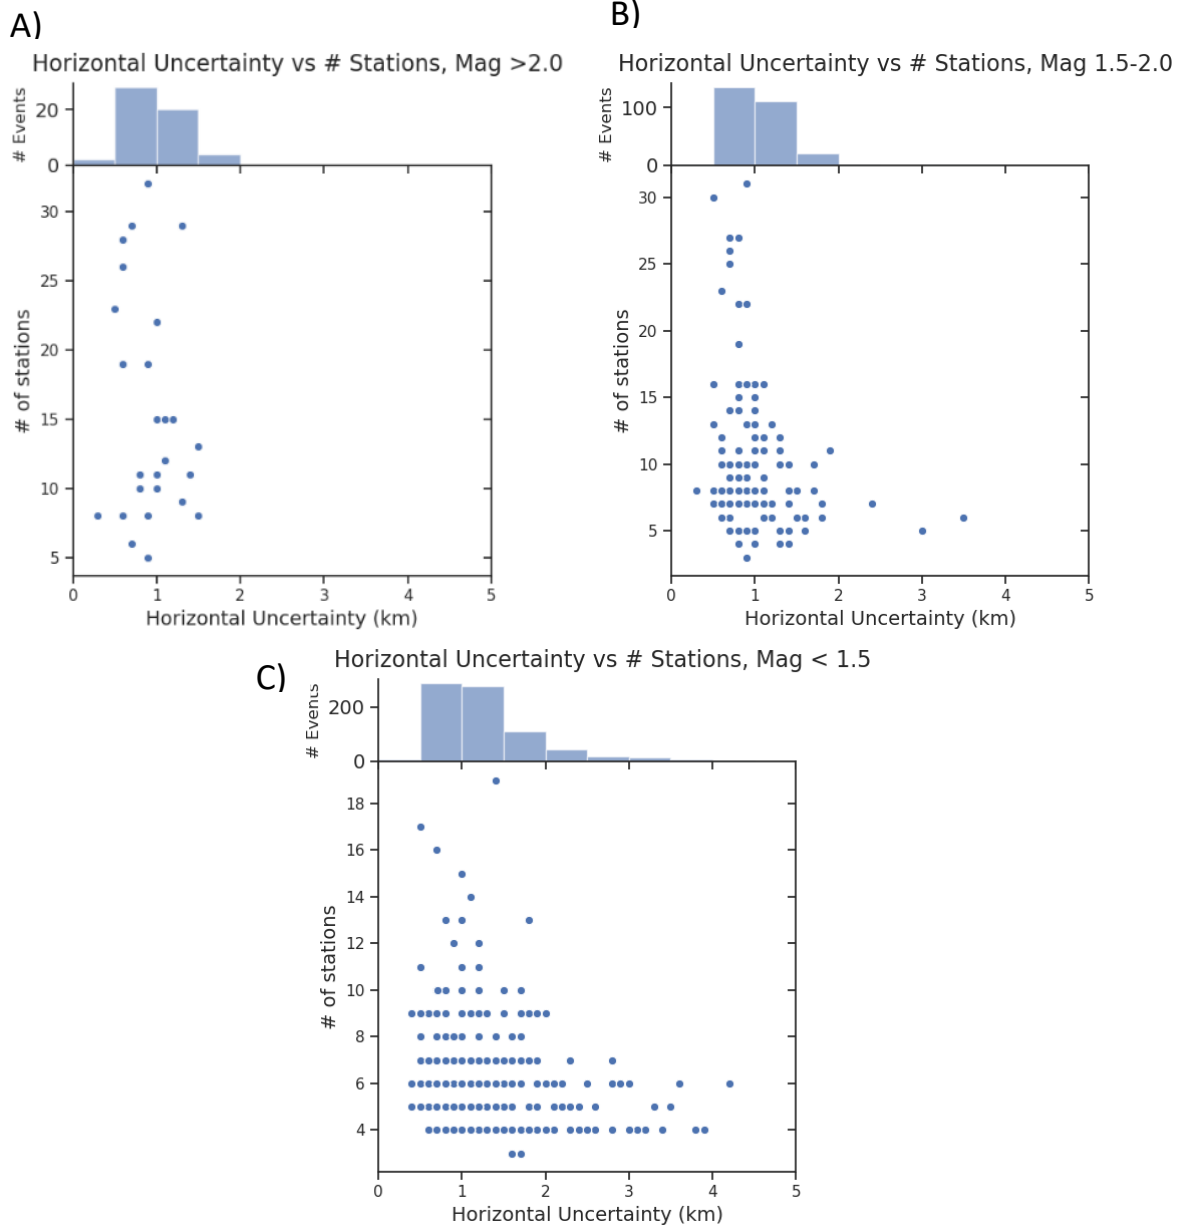 A)
Horizontal Uncertainty vs # Stations, Mag >2.0
# Events
20
0
# of stations
30
25
20
15
10
5
0 1 2 3 4 5
Horizontal Uncertainty (km)
B)
Horizontal Uncertainty vs # Stations, Mag 1.5-2.0
# Events
100
0
# of stations
30
25
20
15
10
5
0 1 2 3 4 5
Horizontal Uncertainty (km)
C)
Horizontal Uncertainty vs # Stations, Mag < 1.5
# Events
200
0
# of stations
18
16
14
12
10
8
6
4
0 1 2 3 4 5
Horizontal Uncertainty (km)